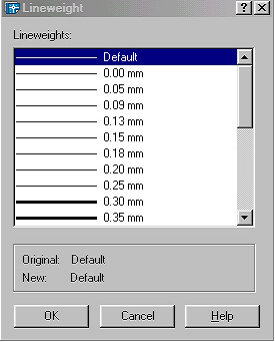 Lineweight
Lineweights:
Default
0.00 mm
0.05 mm
0.09 mm
0.13 mm
0.15 mm
0.18 mm
0.20 mm
0.25 mm
0.30 mm
0.35 mm
Original: Default
New: Default
OK Cancel Help